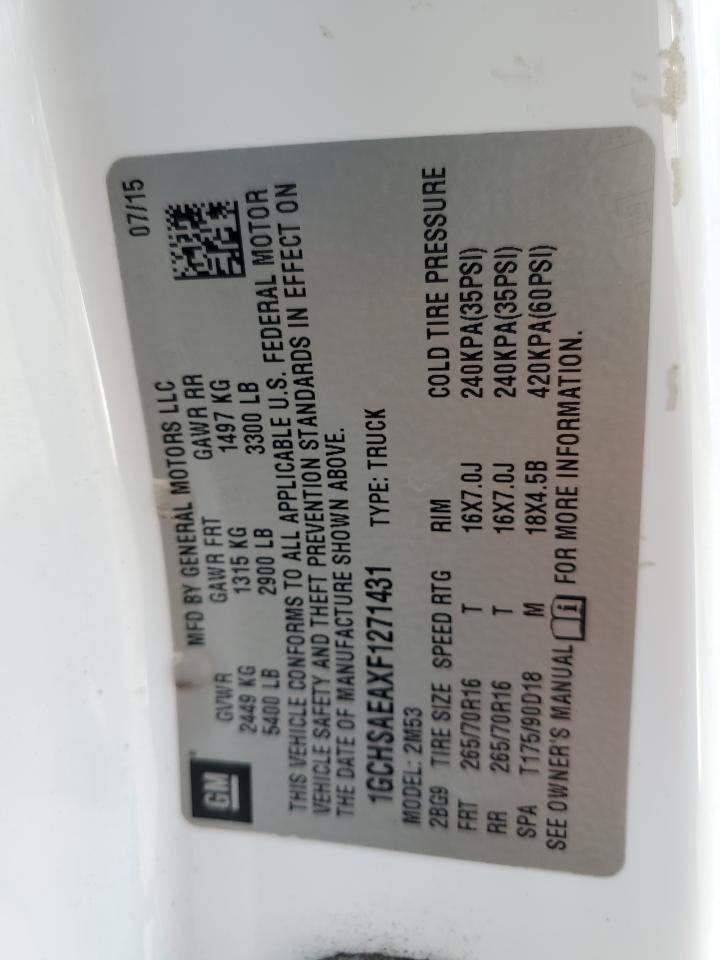 07/15
GM
MFD BY GENERAL MOTORS LLC
GVWR GAWR FRT GAWR RR
2449 KG 1315 KG 1497 KG
5400 LB 2900 LB 3300 LB
THIS VEHICLE CONFORMS TO ALL APPLICABLE U.S. FEDERAL MOTOR
VEHICLE SAFETY AND THEFT PREVENTION STANDARDS IN EFFECT ON
THE DATE OF MANUFACTURE SHOWN ABOVE.
1GCHSAEAXF1271431 TYPE: TRUCK
MODEL: 2M53
2BG9 TIRE SIZE SPEED RTG RIM COLD TIRE PRESSURE
FRT 265/70R16 T 16X7.0J 240KPA(35PSI)
RR 265/70R16 T 16X7.0J 240KPA(35PSI)
SPA T175/90D18 M 18X4.5B 420KPA(60PSI)
SEE OWNER'S MANUAL i FOR MORE INFORMATION.